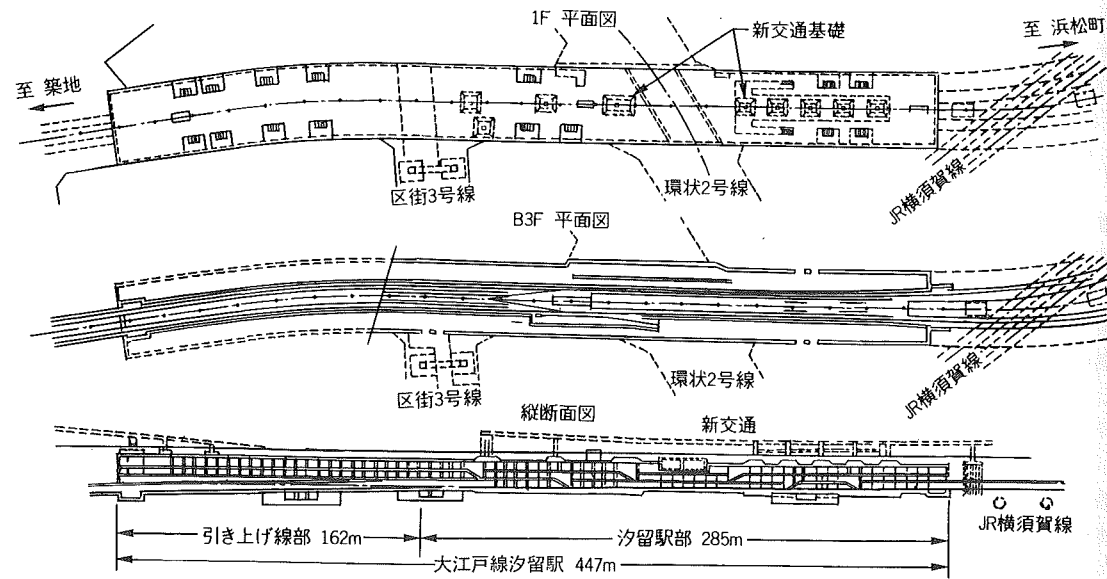 1F 平面図
新交通基礎
至 浜松町
至 築地
区街3号線
環状2号線
JR横須賀線
B3F 平面図
区街3号線
環状2号線
JR横須賀線
縦断面図
新交通
引き上げ線部 162m
汐留駅部 285m
JR横須賀線
大江戸線汐留駅 447m